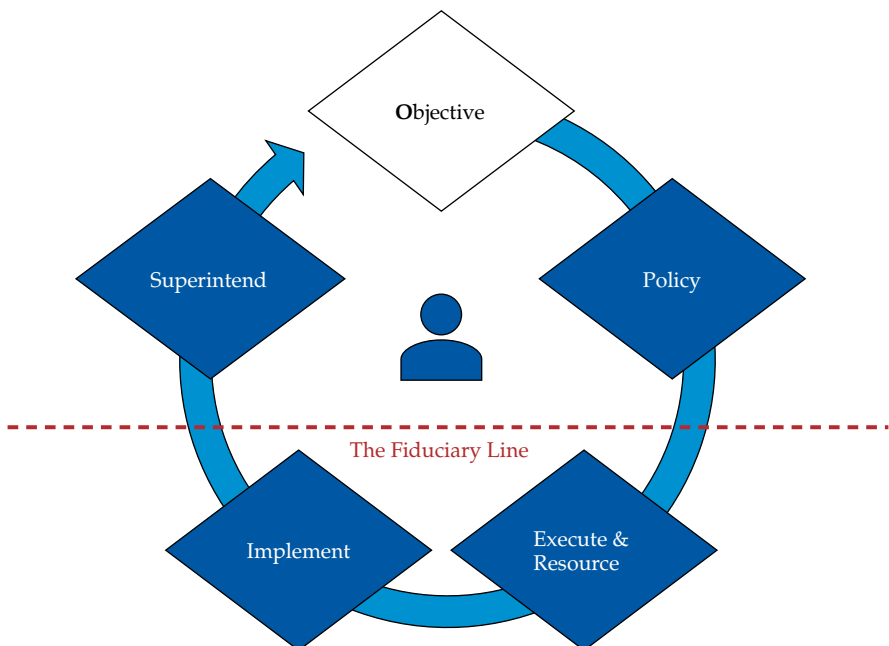 Objective
Superintend
Policy
The Fiduciary Line
Implement
Execute &
Resource